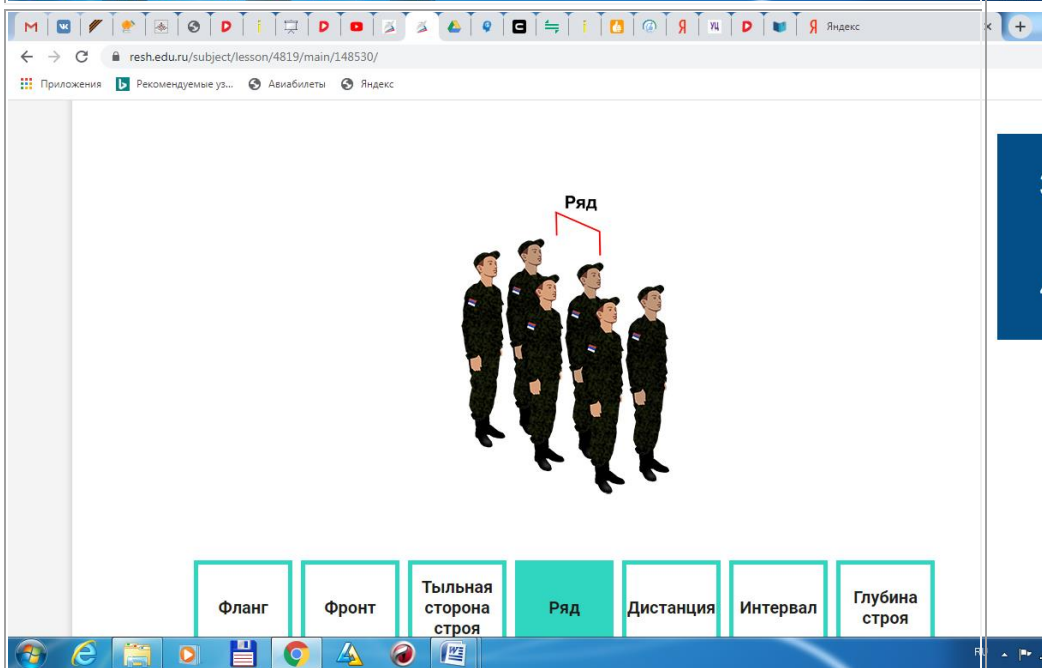 Яндекс
resh.edu.ru/subject/lesson/4819/main/148530/
Приложения Рекомендуемые уз... Авиабилеты Яндекс
Ряд
Фланг
Фронт
Тыльная
сторона
строя
Ряд
Дистанция
Интервал
Глубина
строя